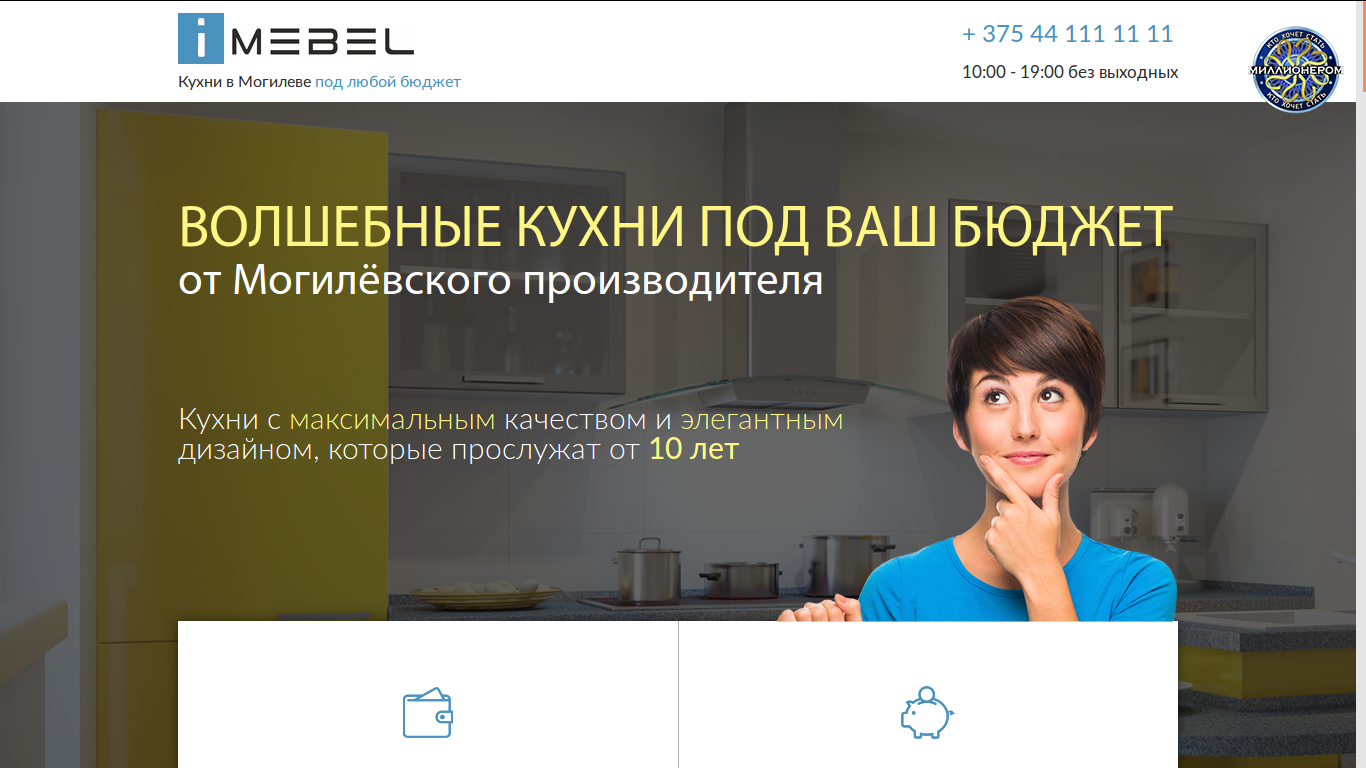 i MEBEL
Кухни в Могилеве под любой бюджет
+ 375 44 111 11 11
10:00 - 19:00 без выходных
КТО ХОЧЕТ СТАТЬ
МИЛЛИОНЕРОМ
КТО ХОЧЕТ СТАТЬ
ВОЛШЕБНЫЕ КУХНИ ПОД ВАШ БЮДЖЕТ
от Могилёвского производителя
Кухни с максимальным качеством и элегантным
дизайном, которые прослужат от 10 лет